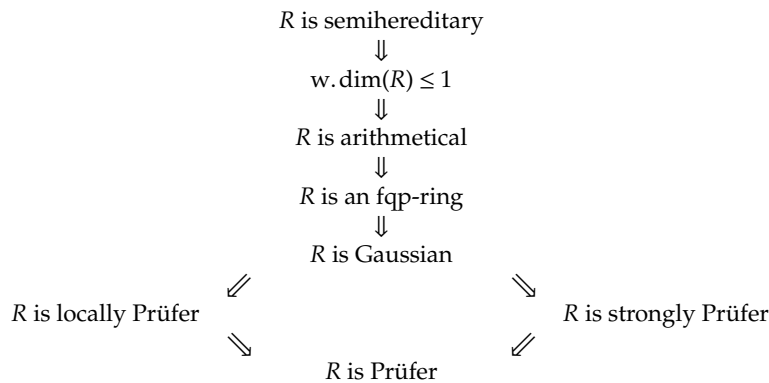 R is semihereditary
⇓
w. dim(R) ≤ 1
⇓
R is arithmetical
⇓
R is an fqp-ring
⇓
R is Gaussian
⇙ ⇘
R is locally Prüfer R is strongly Prüfer
⇘ ⇙
R is Prüfer